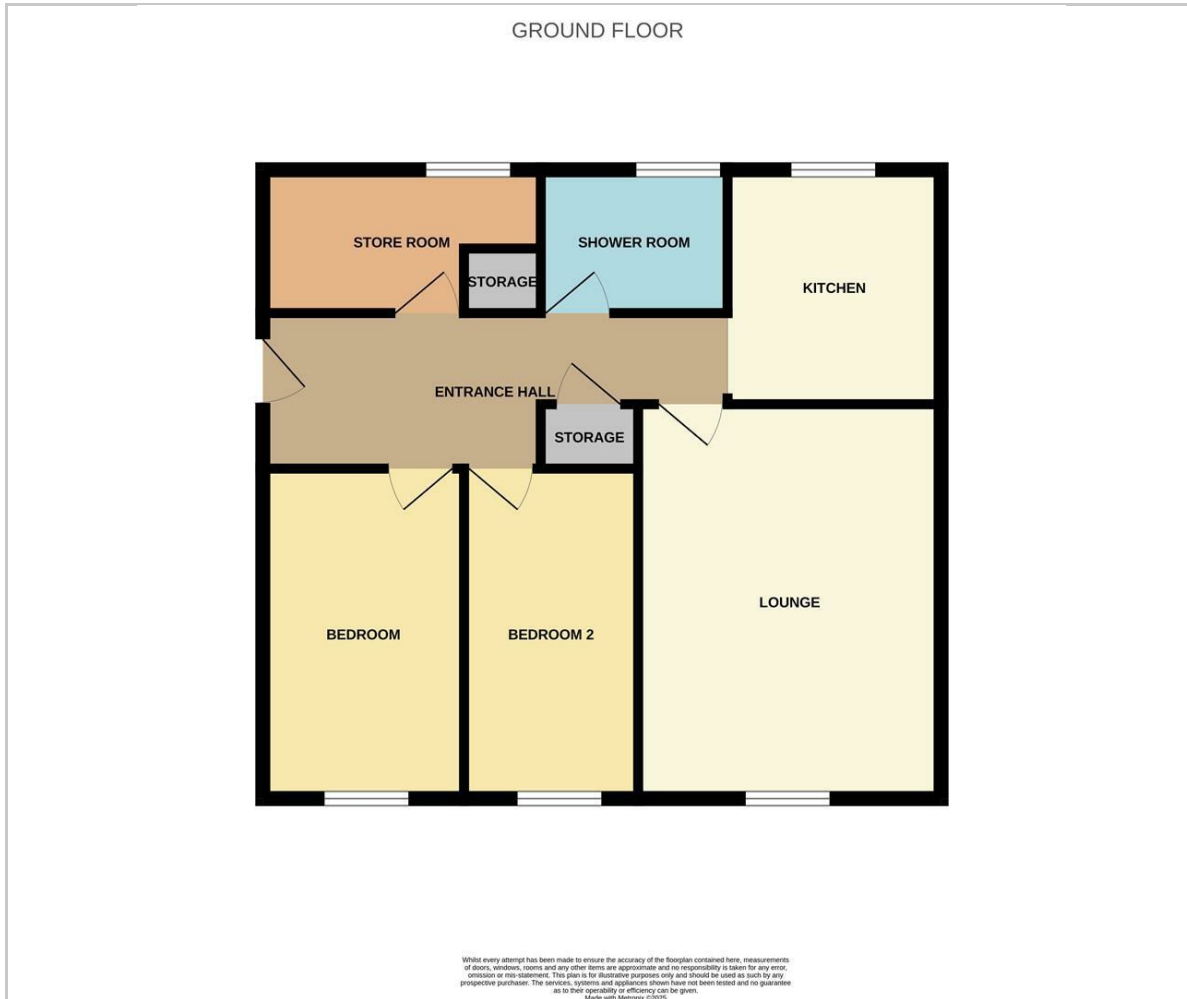 GROUND FLOOR
STORE ROOM
SHOWER ROOM
STORAGE
KITCHEN
ENTRANCE HALL
STORAGE
LOUNGE
BEDROOM
BEDROOM 2
Whilst every attempt has been made to ensure the accuracy of the floorplan contained here, measurements
of doors, windows, rooms and any other items are approximate and no responsibility is taken for any error,
omission or mis-statement. This plan is for illustrative purposes only and should be used as such by any
prospective purchaser. The services, systems and appliances shown have not been tested and no guarantee
as to their operability or efficiency can be given.
Made with Metropix ©2025